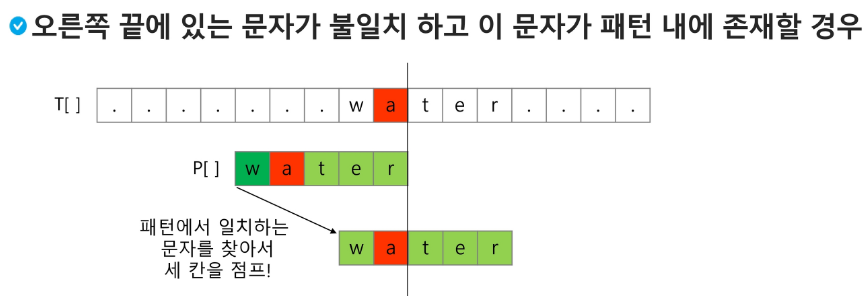 오른쪽 끝에 있는 문자가 불일치 하고 이 문자가 패턴 내에 존재할 경우
T[ ] . . . . . . . w a t e r . . . .
P[ ] w a t e r
패턴에서 일치하는
문자를 찾아서
세 칸을 점프!
w a t e r